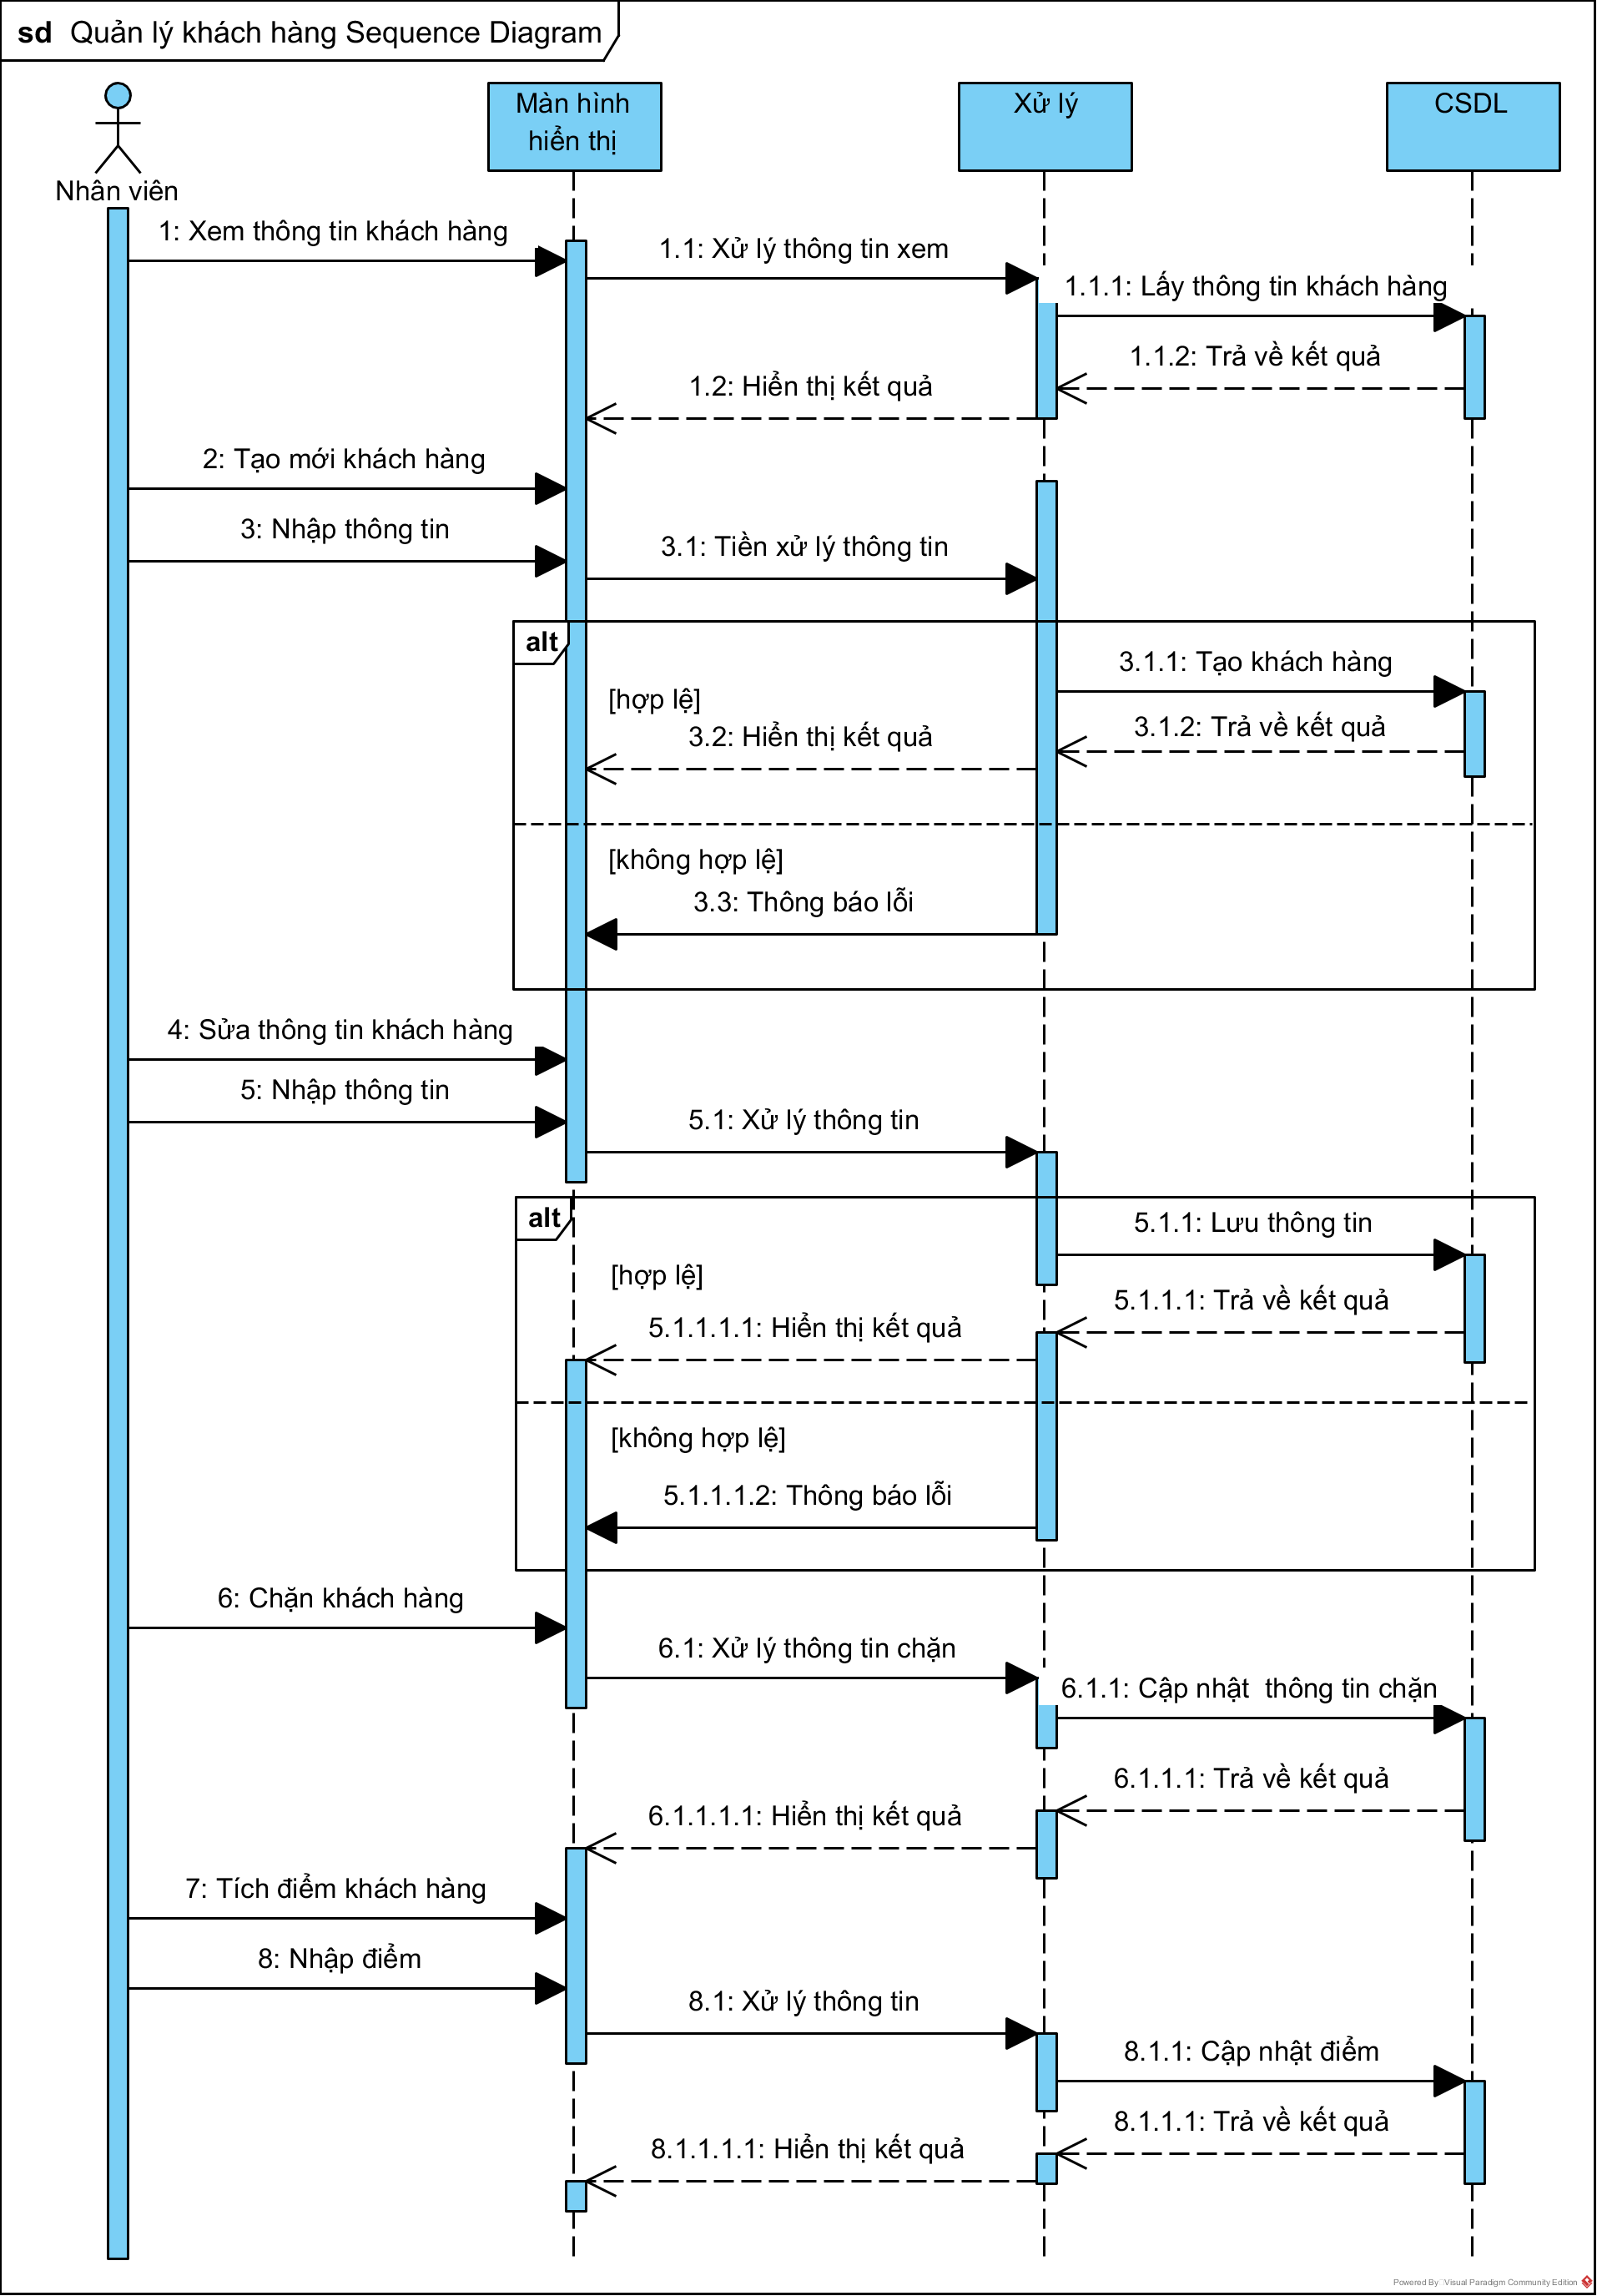 sd Quản lý khách hàng Sequence Diagram
Màn hình
hiển thị
Xử lý
CSDL
Nhân viên
1: Xem thông tin khách hàng
1.1: Xử lý thông tin xem
1.1.1: Lấy thông tin khách hàng
1.1.2: Trả về kết quả
1.2: Hiển thị kết quả
2: Tạo mới khách hàng
3: Nhập thông tin
3.1: Tiền xử lý thông tin
alt
3.1.1: Tạo khách hàng
[hợp lệ]
3.1.2: Trả về kết quả
3.2: Hiển thị kết quả
[không hợp lệ]
3.3: Thông báo lỗi
4: Sửa thông tin khách hàng
5: Nhập thông tin
5.1: Xử lý thông tin
alt
5.1.1: Lưu thông tin
[hợp lệ]
5.1.1.1: Trả về kết quả
5.1.1.1.1: Hiển thị kết quả
[không hợp lệ]
5.1.1.1.2: Thông báo lỗi
6: Chặn khách hàng
6.1: Xử lý thông tin chặn
6.1.1: Cập nhật  thông tin chặn
6.1.1.1: Trả về kết quả
6.1.1.1.1: Hiển thị kết quả
7: Tích điểm khách hàng
8: Nhập điểm
8.1: Xử lý thông tin
8.1.1: Cập nhật điểm
8.1.1.1: Trả về kết quả
8.1.1.1.1: Hiển thị kết quả
Powered By Visual Paradigm Community Edition